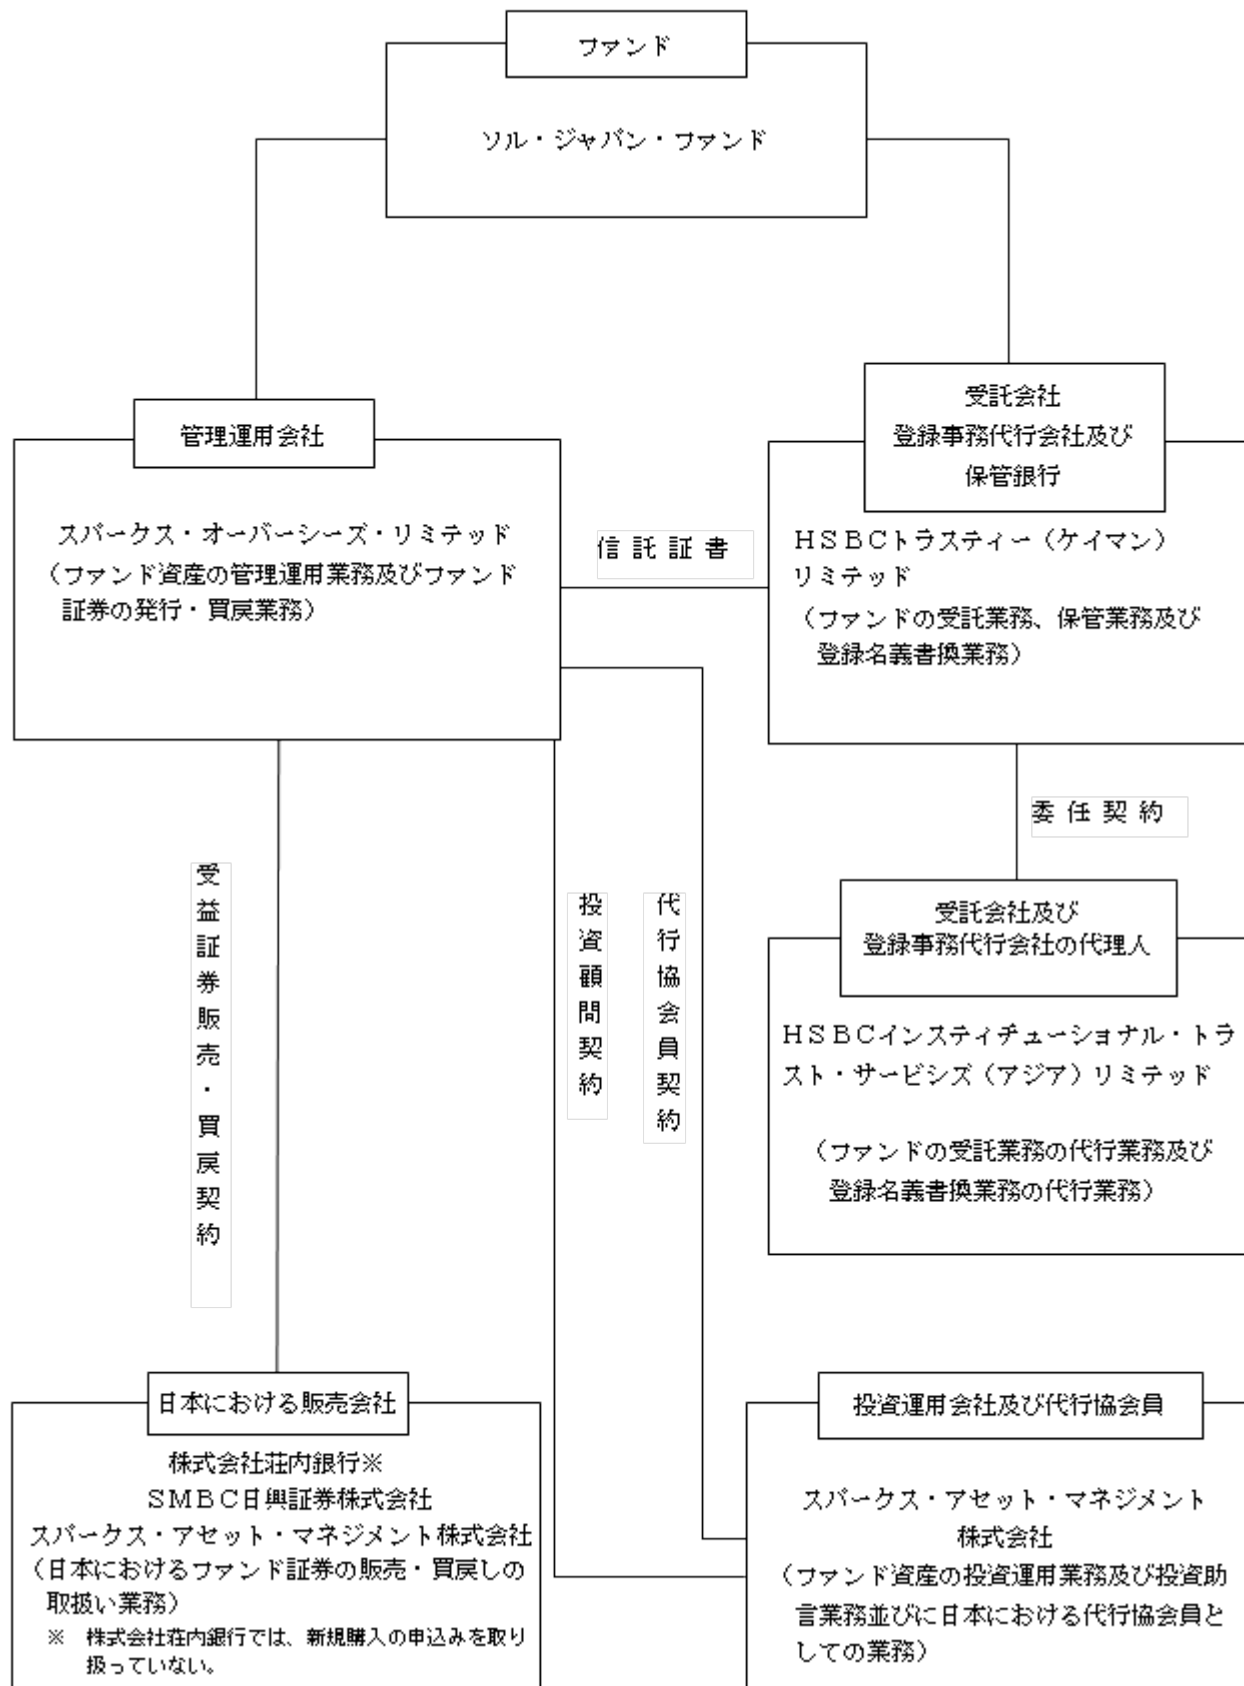 ファンド
ソル・ジャパン・ファンド
管理運用会社
スパークス・オーバーシーズ・リミテッド
（ファンド資産の管理運用業務及びファンド
証券の発行・買戻業務）
信託証書
受託会社
登録事務代行会社及び
保管銀行
ＨＳＢＣトラスティー（ケイマン）
リミテッド
（ファンドの受託業務、保管業務及び
登録名義書換業務）
委任契約
受益証券販売・買戻契約
投資顧問契約
代行協会員契約
受託会社及び
登録事務代行会社の代理人
ＨＳＢＣインスティチューショナル・トラ
スト・サービシズ（アジア）リミテッド
（ファンドの受託業務の代行業務及び
登録名義書換業務の代行業務）
日本における販売会社
株式会社荘内銀行※
ＳＭＢＣ日興証券株式会社
スパークス・アセット・マネジメント株式会社
（日本におけるファンド証券の販売・買戻しの
取扱い業務）
※　株式会社荘内銀行では、新規購入の申込みを取り
扱っていない。
投資運用会社及び代行協会員
スパークス・アセット・マネジメント
株式会社
（ファンド資産の投資運用業務及び投資助
言業務並びに日本における代行協会員と
しての業務）